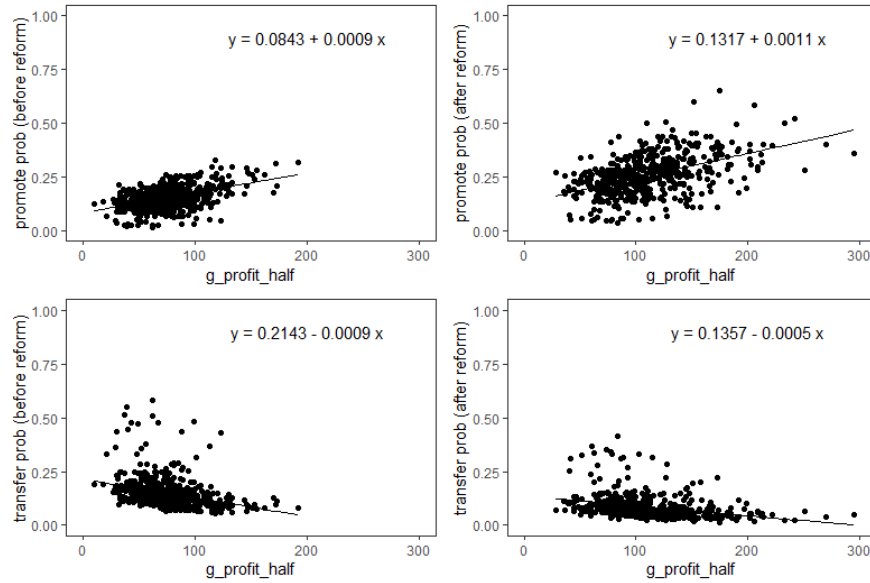 promote prob (before reform)
1.00
0.75
0.50
0.25
0.00
y = 0.0843 + 0.0009 x
0 100 200 300
g_profit_half
promote prob (after reform)
1.00
0.75
0.50
0.25
0.00
y = 0.1317 + 0.0011 x
0 100 200 300
g_profit_half
transfer prob (before reform)
1.00
0.75
0.50
0.25
0.00
y = 0.2143 - 0.0009 x
0 100 200 300
g_profit_half
transfer prob (after reform)
1.00
0.75
0.50
0.25
0.00
y = 0.1357 - 0.0005 x
0 100 200 300
g_profit_half